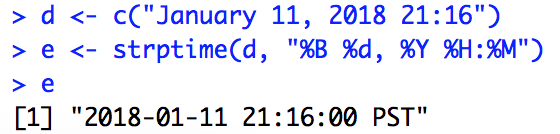 > d <- c("January 11, 2018 21:16")
> e <- strptime(d, "%B %d, %Y %H:%M")
> e
[1] "2018-01-11 21:16:00 PST"